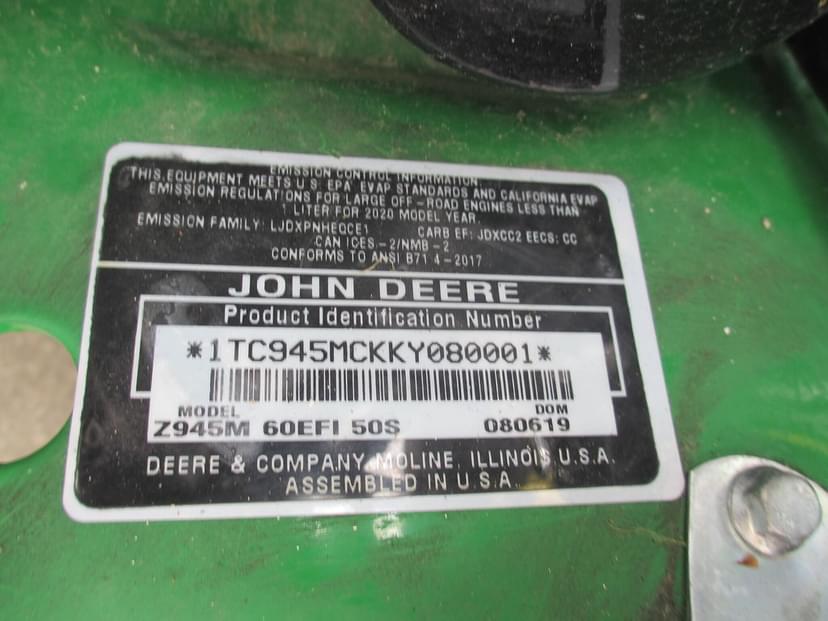 EMISSION CONTROL INFORMATION
THIS EQUIPMENT MEETS U.S. EPA EVAP STANDARDS AND CALIFORNIA EVAP
EMISSION REGULATIONS FOR LARGE OFF-ROAD ENGINES LESS THAN
1 LITER FOR 2020 MODEL YEAR.
EMISSION FAMILY: LJDXPNHEQCE1 CARB EF: JDXCC2 EECS: CC
CAN ICES-2/NMB-2
CONFORMS TO ANSI B71.4-2017
JOHN DEERE
Product Identification Number
*1TC945MCKKY080001*
MODEL DOM
Z945M 60EFI 50S 080619
DEERE & COMPANY MOLINE, ILLINOIS U.S.A.
ASSEMBLED IN U.S.A.